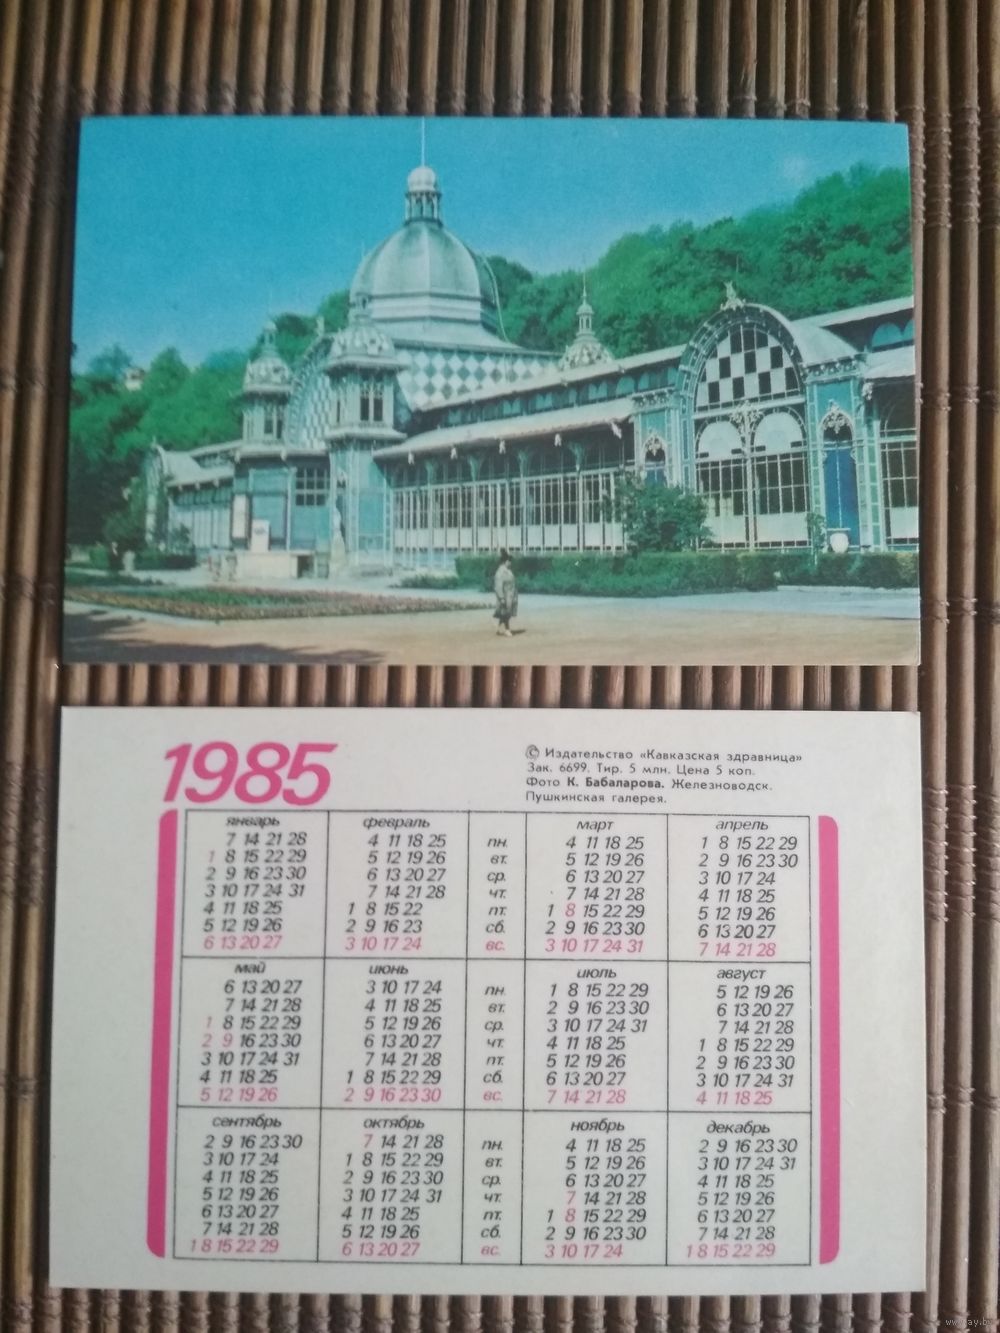 1985
© Издательство «Кавказская здравница»
Зак. 6699. Тир. 5 млн. Цена 5 коп.
Фото К. Бабаларова. Железноводск.
Пушкинская галерея.
январь февраль март апрель
7 14 21 28 4 11 18 25 пн. 4 11 18 25 1 8 15 22 29
1 8 15 22 29 5 12 19 26 вт. 5 12 19 26 2 9 16 23 30
2 9 16 23 30 6 13 20 27 ср. 6 13 20 27 3 10 17 24
3 10 17 24 31 7 14 21 28 чт. 7 14 21 28 4 11 18 25
4 11 18 25 1 8 15 22 пт. 1 8 15 22 29 5 12 19 26
5 12 19 26 2 9 16 23 сб. 2 9 16 23 30 6 13 20 27
6 13 20 27 3 10 17 24 вс. 3 10 17 24 31 7 14 21 28
май июнь июль август
6 13 20 27 3 10 17 24 пн. 1 8 15 22 29 5 12 19 26
7 14 21 28 4 11 18 25 вт. 2 9 16 23 30 6 13 20 27
1 8 15 22 29 5 12 19 26 ср. 3 10 17 24 31 7 14 21 28
2 9 16 23 30 6 13 20 27 чт. 4 11 18 25 1 8 15 22 29
3 10 17 24 31 7 14 21 28 пт. 5 12 19 26 2 9 16 23 30
4 11 18 25 1 8 15 22 29 сб. 6 13 20 27 3 10 17 24 31
5 12 19 26 2 9 16 23 30 вс. 7 14 21 28 4 11 18 25
сентябрь октябрь ноябрь декабрь
2 9 16 23 30 7 14 21 28 пн. 4 11 18 25 2 9 16 23 30
3 10 17 24 1 8 15 22 29 вт. 5 12 19 26 3 10 17 24 31
4 11 18 25 2 9 16 23 30 ср. 6 13 20 27 4 11 18 25
5 12 19 26 3 10 17 24 31 чт. 7 14 21 28 5 12 19 26
6 13 20 27 4 11 18 25 пт. 1 8 15 22 29 6 13 20 27
7 14 21 28 5 12 19 26 сб. 2 9 16 23 30 7 14 21 28
1 8 15 22 29 6 13 20 27 вс. 3 10 17 24 1 8 15 22 29
www.ay.by